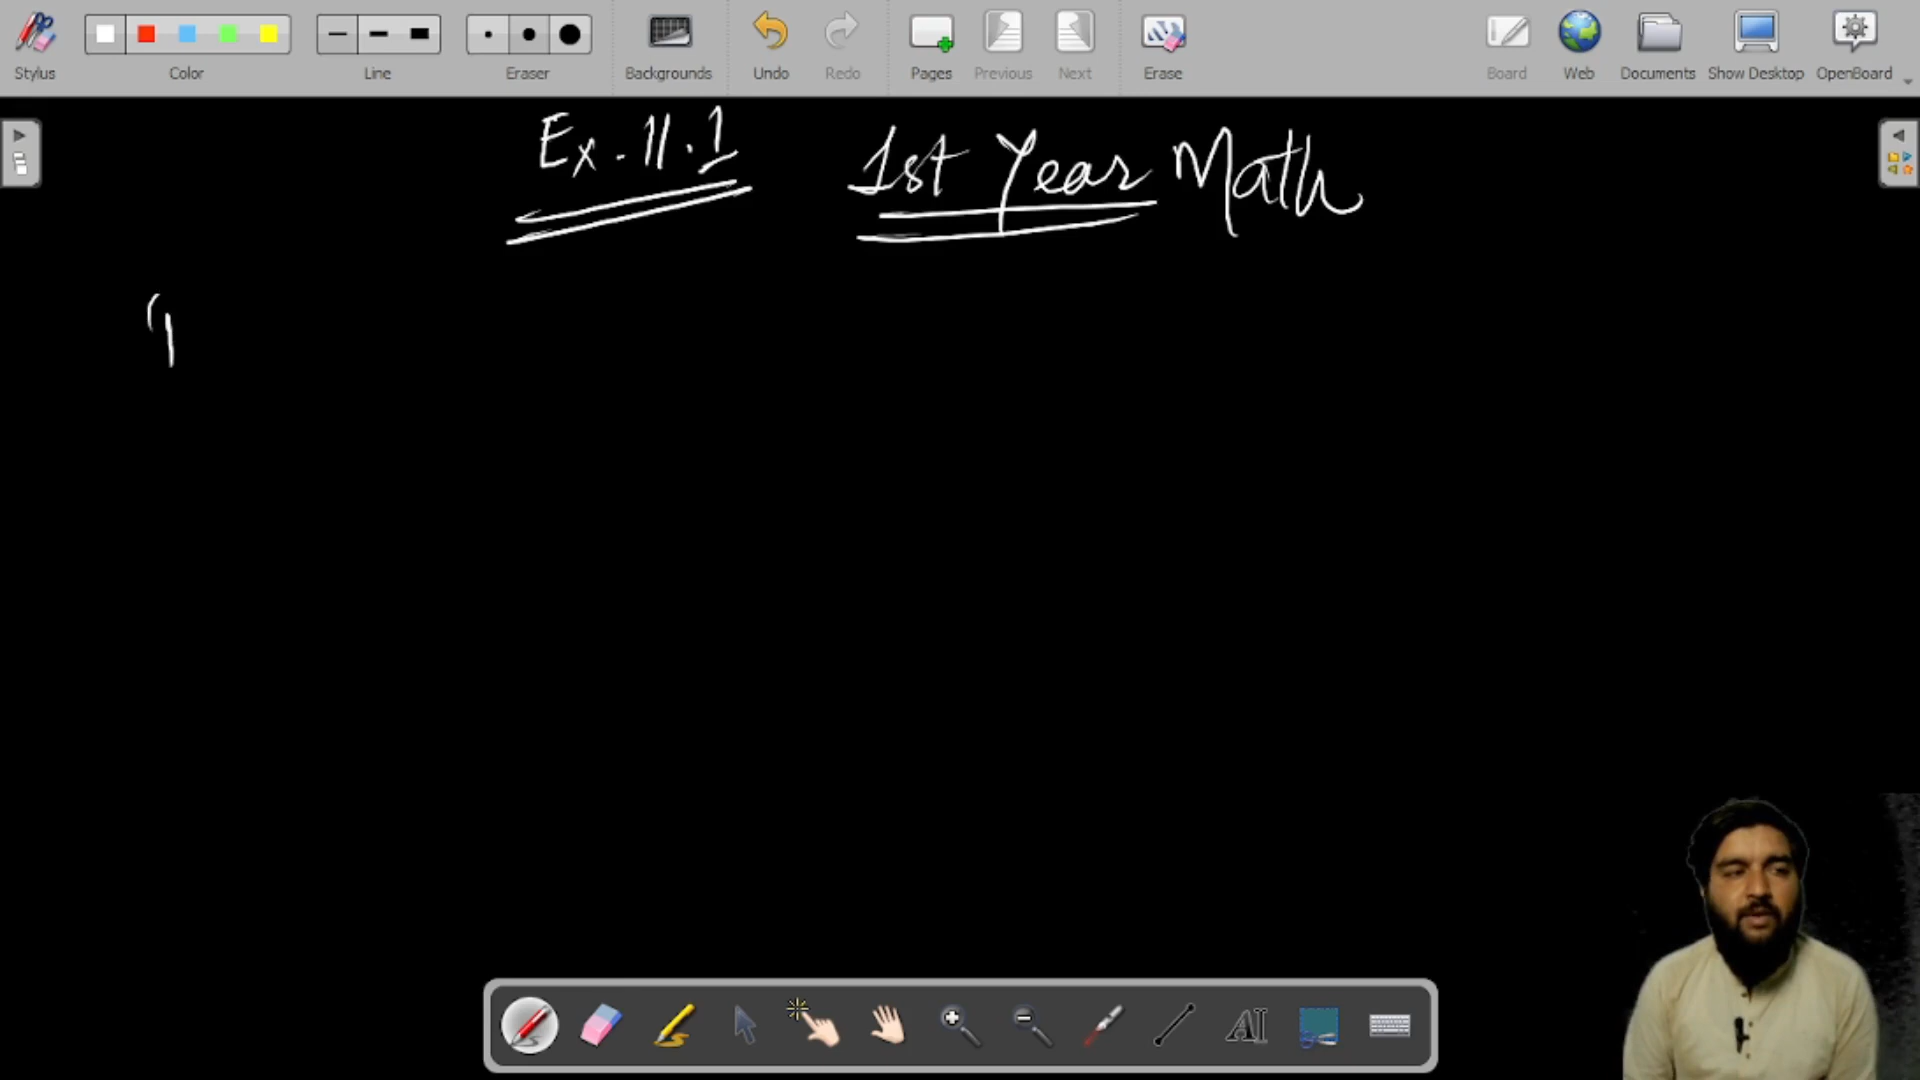 Stylus
Color
Line
Eraser
Backgrounds
Undo
Redo
Pages
Previous
Next
Erase
Board
Web
Documents
Show Desktop
OpenBoard
Ex. 11.1 1st Year Math